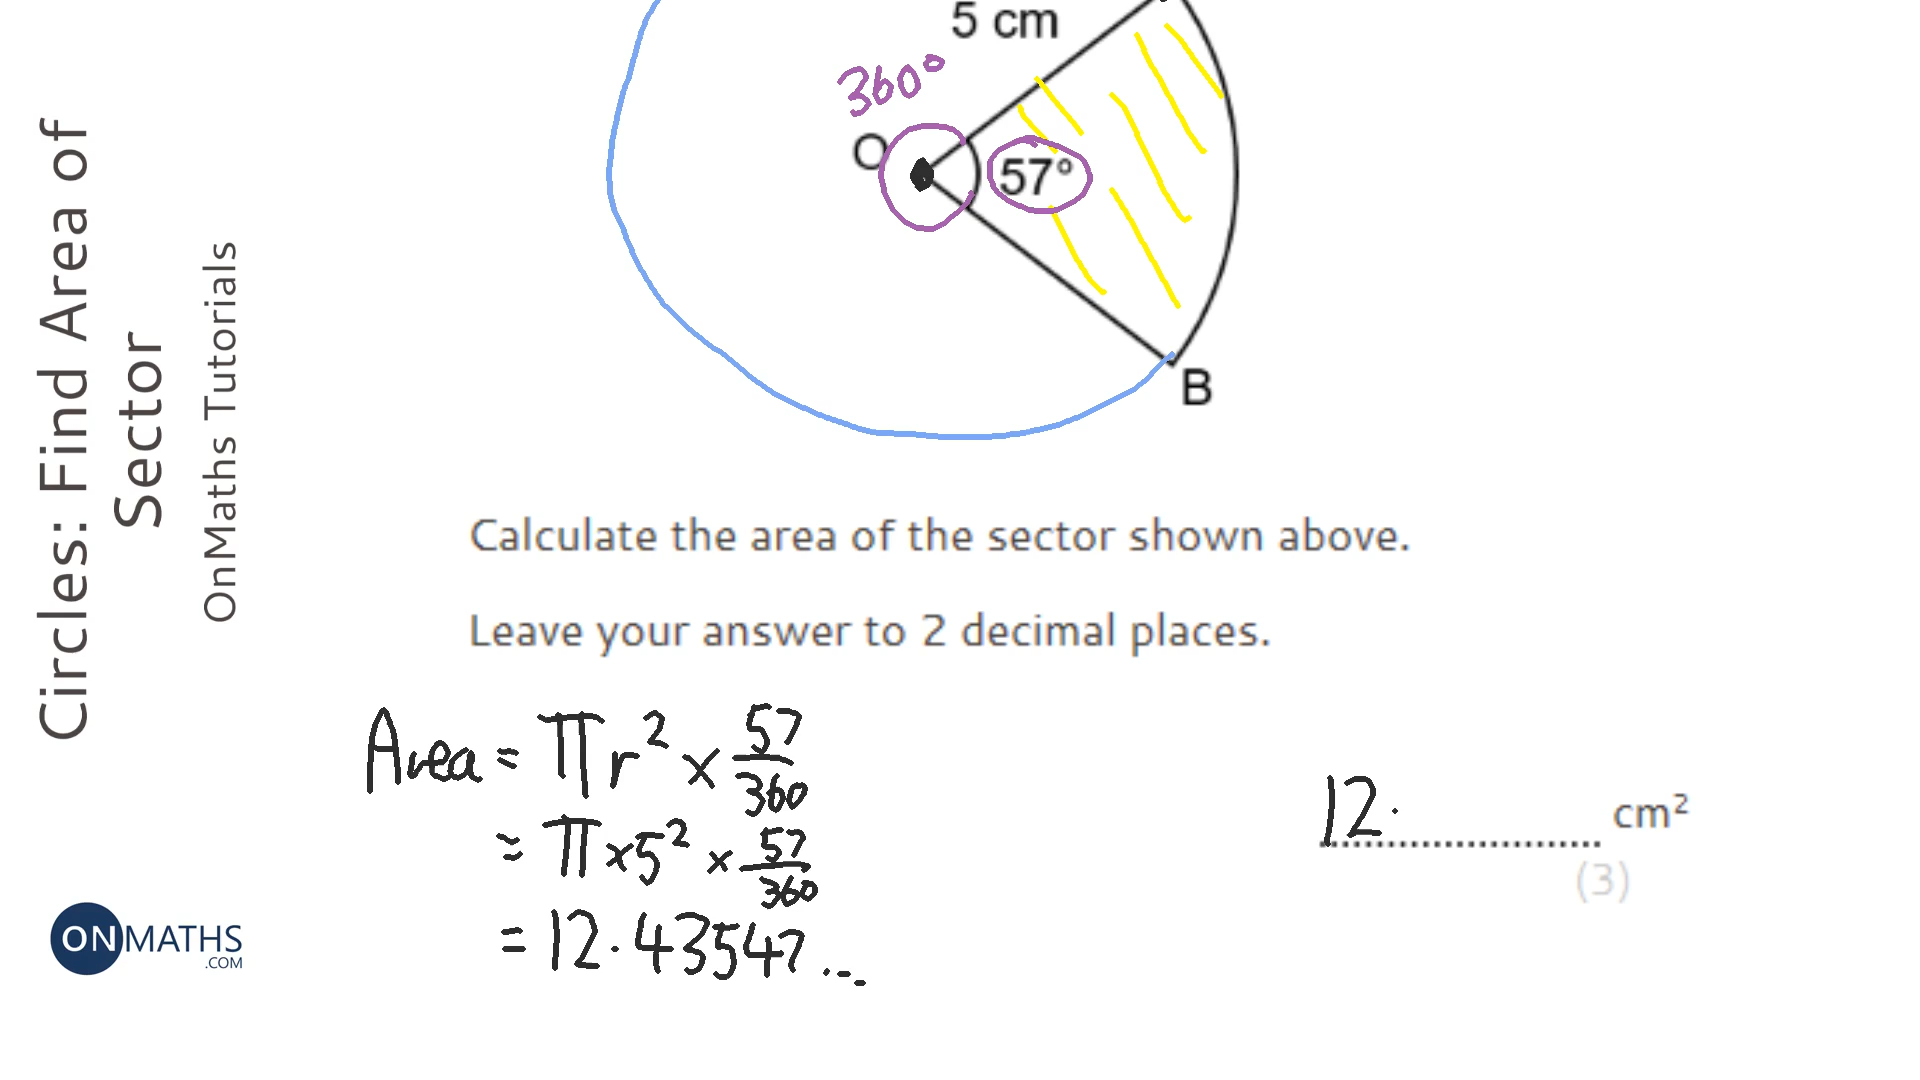 Circles: Find Area of
Sector
OnMaths Tutorials
5 cm
360°
O
57°
B
Calculate the area of the sector shown above.
Leave your answer to 2 decimal places.
Area = πr² × 57/360
= π×5² × 57/360
= 12.43547...
12. cm²
(3)
ONMATHS
.COM